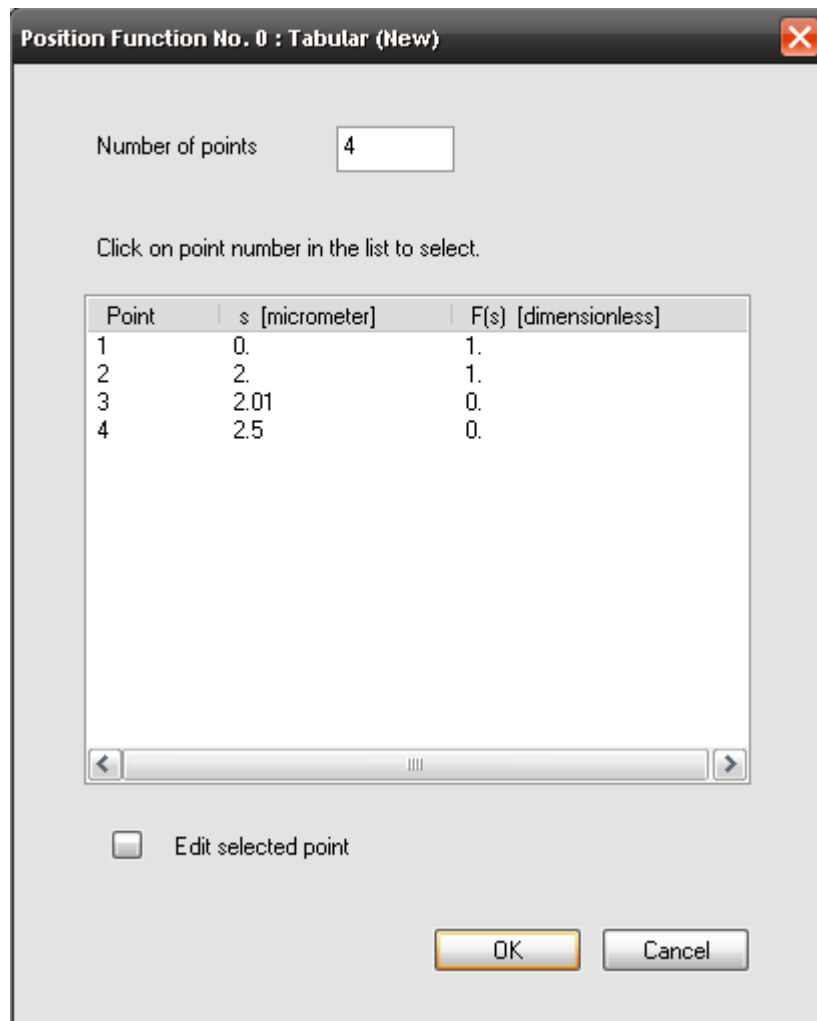 Position Function No. 0 : Tabular (New)
Number of points 4
Click on point number in the list to select.
Point s [micrometer] F(s) [dimensionless]
1 0. 1.
2 2. 1.
3 2.01 0.
4 2.5 0.
Edit selected point
OK Cancel